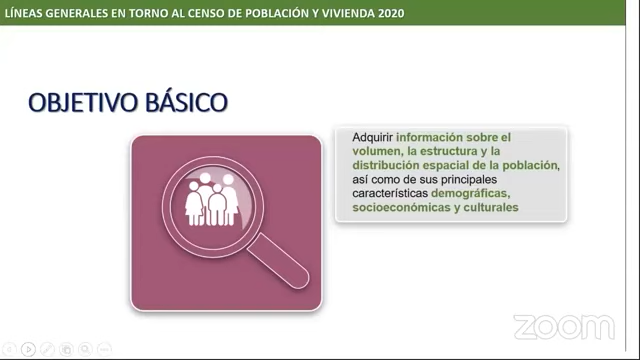 LÍNEAS GENERALES EN TORNO AL CENSO DE POBLACIÓN Y VIVIENDA 2020
OBJETIVO BÁSICO
Adquirir información sobre el
volumen, la estructura y la
distribución espacial de la población,
así como de sus principales
características demográficas,
socioeconómicas y culturales
zoom